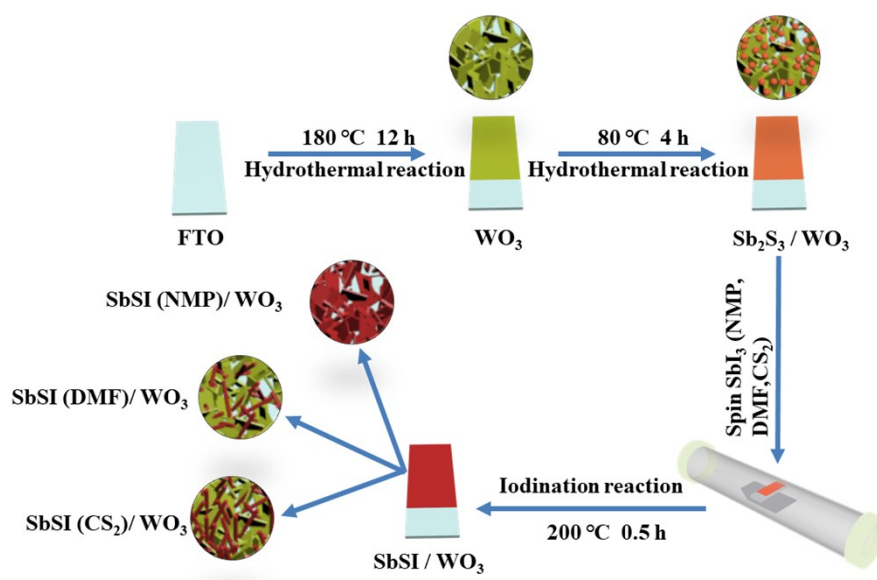 180 ℃ 12 h
Hydrothermal reaction
80 ℃ 4 h
Hydrothermal reaction
FTO
WO₃
Sb₂S₃ / WO₃
Spin SbI₃ (NMP,
DMF,CS₂)
Iodination reaction
200 ℃ 0.5 h
SbSI / WO₃
SbSI (NMP)/ WO₃
SbSI (DMF)/ WO₃
SbSI (CS₂)/ WO₃